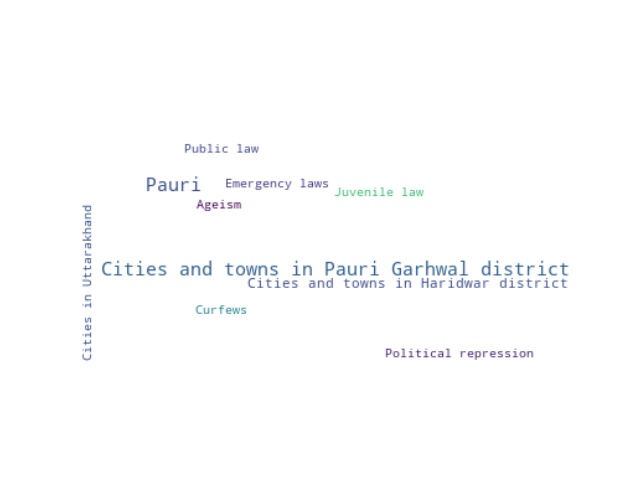 Public law
Pauri
Emergency laws
Juvenile law
Ageism
Cities in Uttarakhand
Cities and towns in Pauri Garhwal district
Cities and towns in Haridwar district
Curfews
Political repression